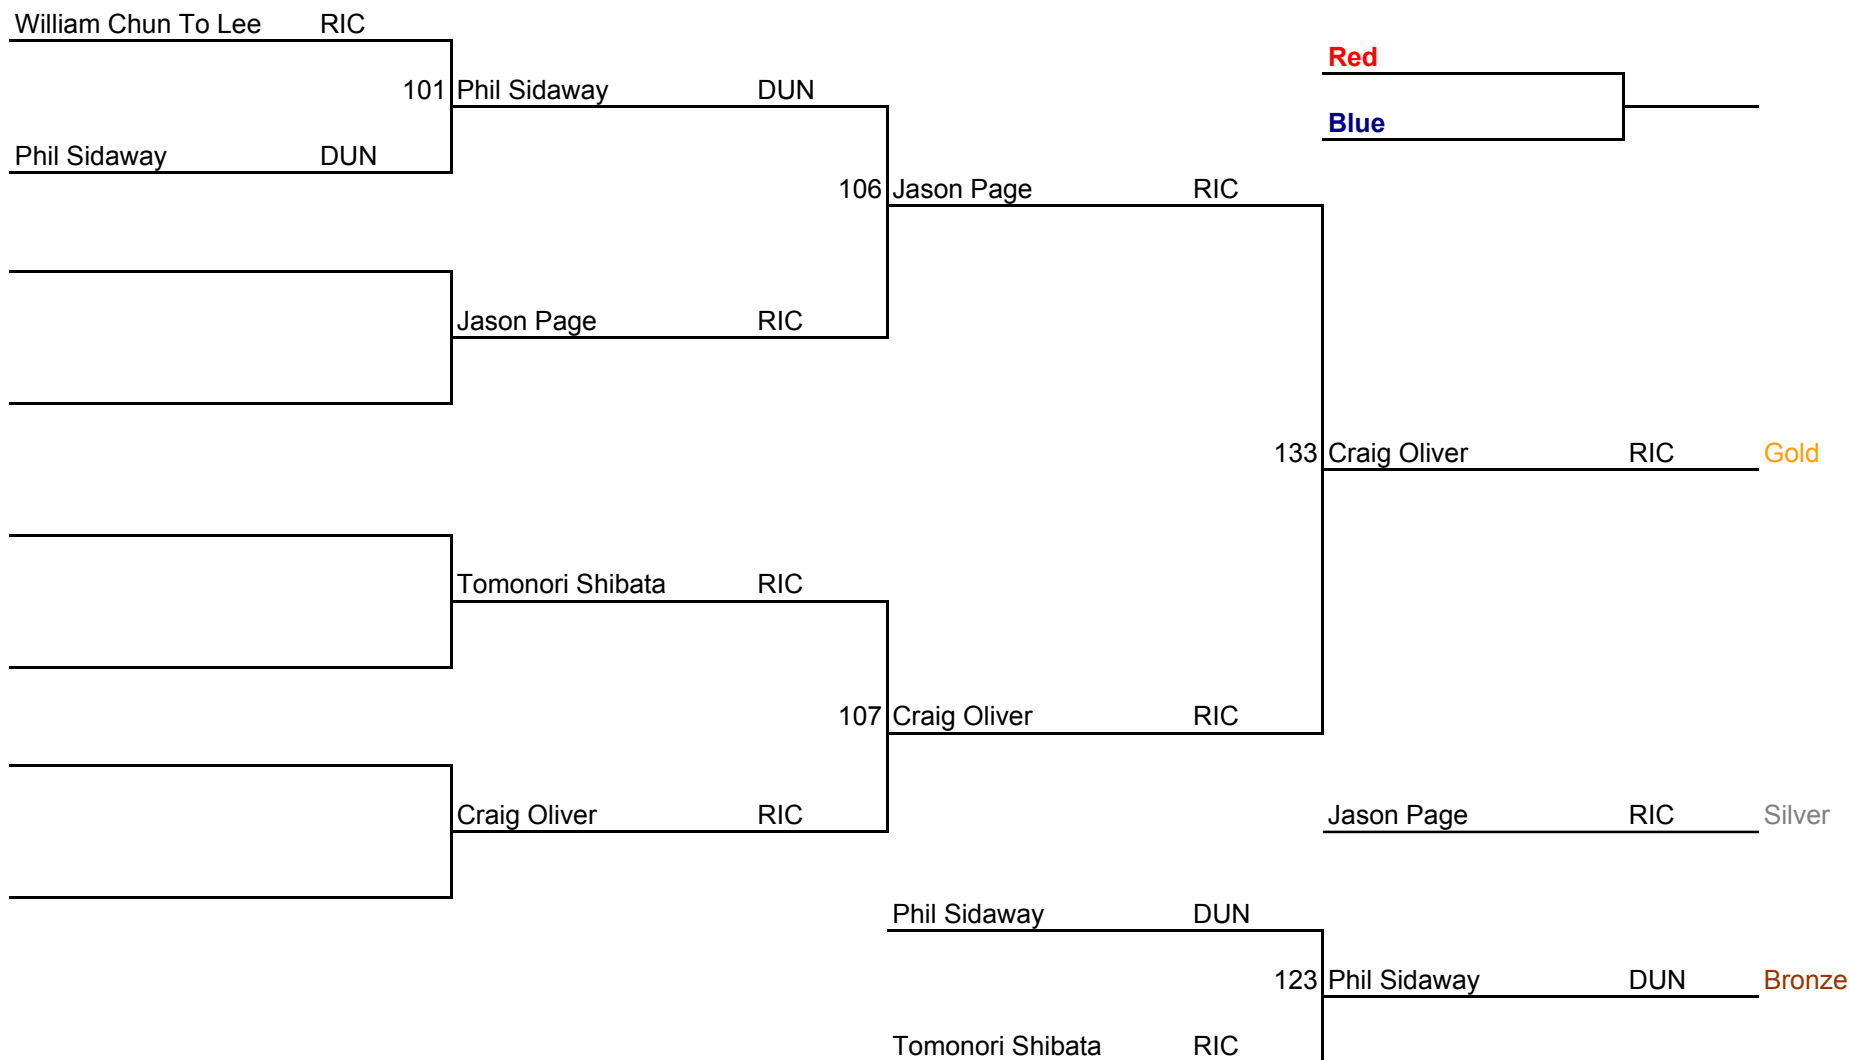 William Chun To Lee RIC
Red
101 Phil Sidaway DUN
Blue
Phil Sidaway DUN
106 Jason Page RIC
Jason Page RIC
133 Craig Oliver RIC Gold
Tomonori Shibata RIC
107 Craig Oliver RIC
Craig Oliver RIC
Jason Page RIC Silver
Phil Sidaway DUN
123 Phil Sidaway DUN Bronze
Tomonori Shibata RIC